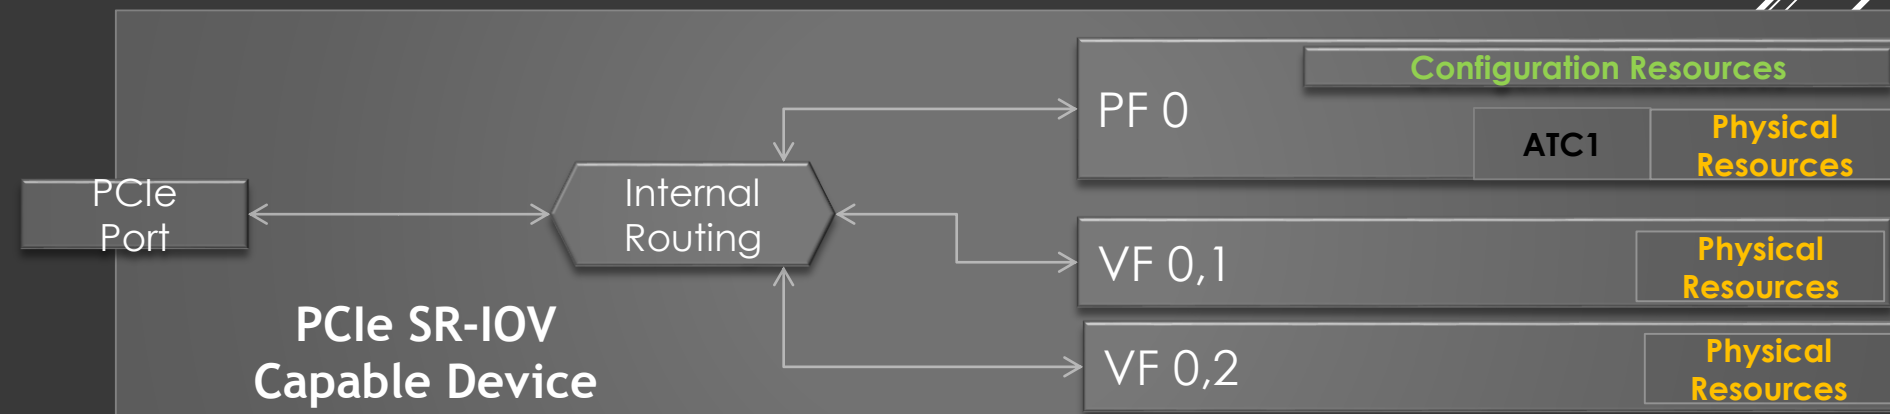 Configuration Resources
PF 0
ATC1
Physical
Resources
PCIe
Port
Internal
Routing
VF 0,1
Physical
Resources
PCIe SR-IOV
Capable Device
VF 0,2
Physical
Resources